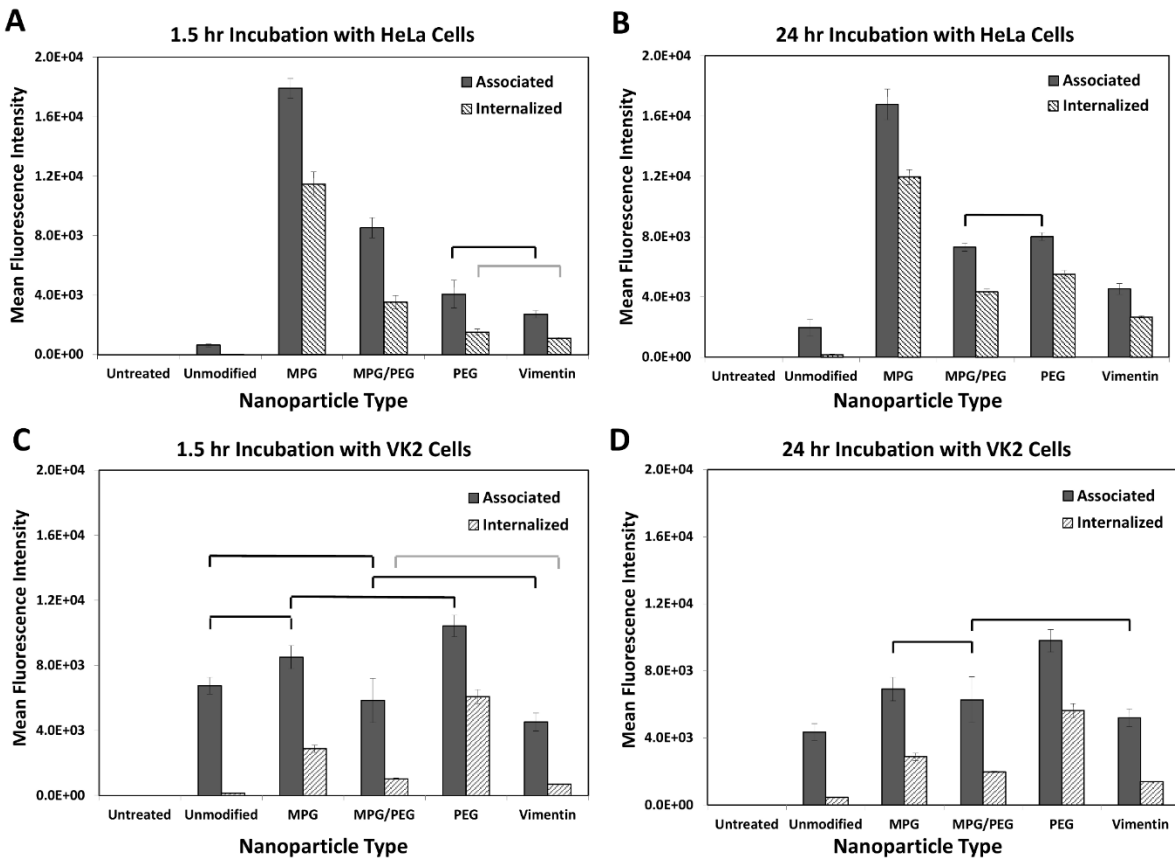 A
1.5 hr Incubation with HeLa Cells
Mean Fluorescence Intensity
2.0E+04
1.6E+04
1.2E+04
8.0E+03
4.0E+03
0.0E+00
Associated
Internalized
Untreated Unmodified MPG MPG/PEG PEG Vimentin
Nanoparticle Type
B
24 hr Incubation with HeLa Cells
Mean Fluorescence Intensity
2.0E+04
1.6E+04
1.2E+04
8.0E+03
4.0E+03
0.0E+00
Associated
Internalized
Untreated Unmodified MPG MPG/PEG PEG Vimentin
Nanoparticle Type
C
1.5 hr Incubation with VK2 Cells
Mean Fluorescence Intensity
2.0E+04
1.6E+04
1.2E+04
8.0E+03
4.0E+03
0.0E+00
Associated
Internalized
Untreated Unmodified MPG MPG/PEG PEG Vimentin
Nanoparticle Type
D
24 hr Incubation with VK2 Cells
Mean Fluorescence Intensity
2.0E+04
1.6E+04
1.2E+04
8.0E+03
4.0E+03
0.0E+00
Associated
Internalized
Untreated Unmodified MPG MPG/PEG PEG Vimentin
Nanoparticle Type